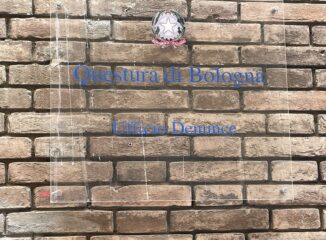 Questura di Bologna
Ufficio Denunce